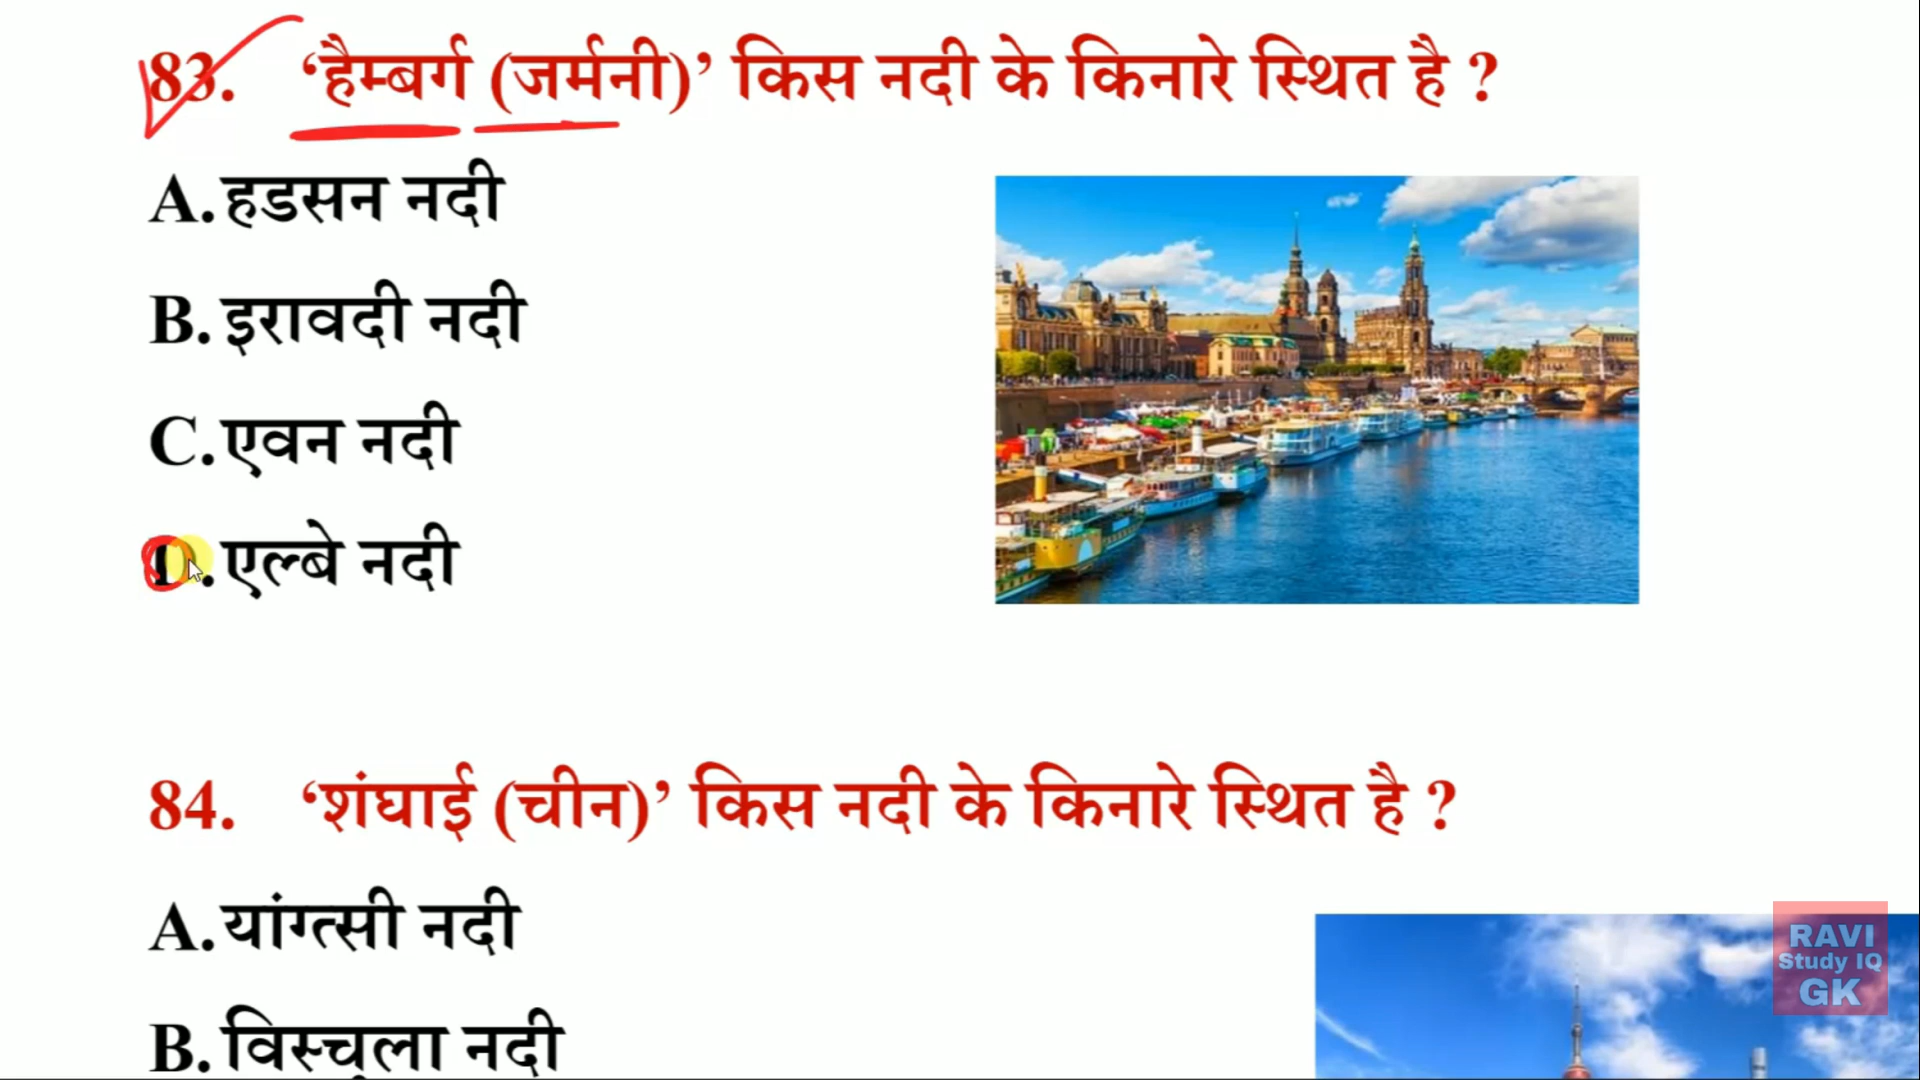 83. ‘हैम्बर्ग (जर्मनी)’ किस नदी के किनारे स्थित है ?
A. हडसन नदी
B. इरावदी नदी
C. एवन नदी
D. एल्बे नदी
84. ‘शंघाई (चीन)’ किस नदी के किनारे स्थित है ?
A. यांग्त्सी नदी
B. विस्चुला नदी
RAVI
Study IQ
GK